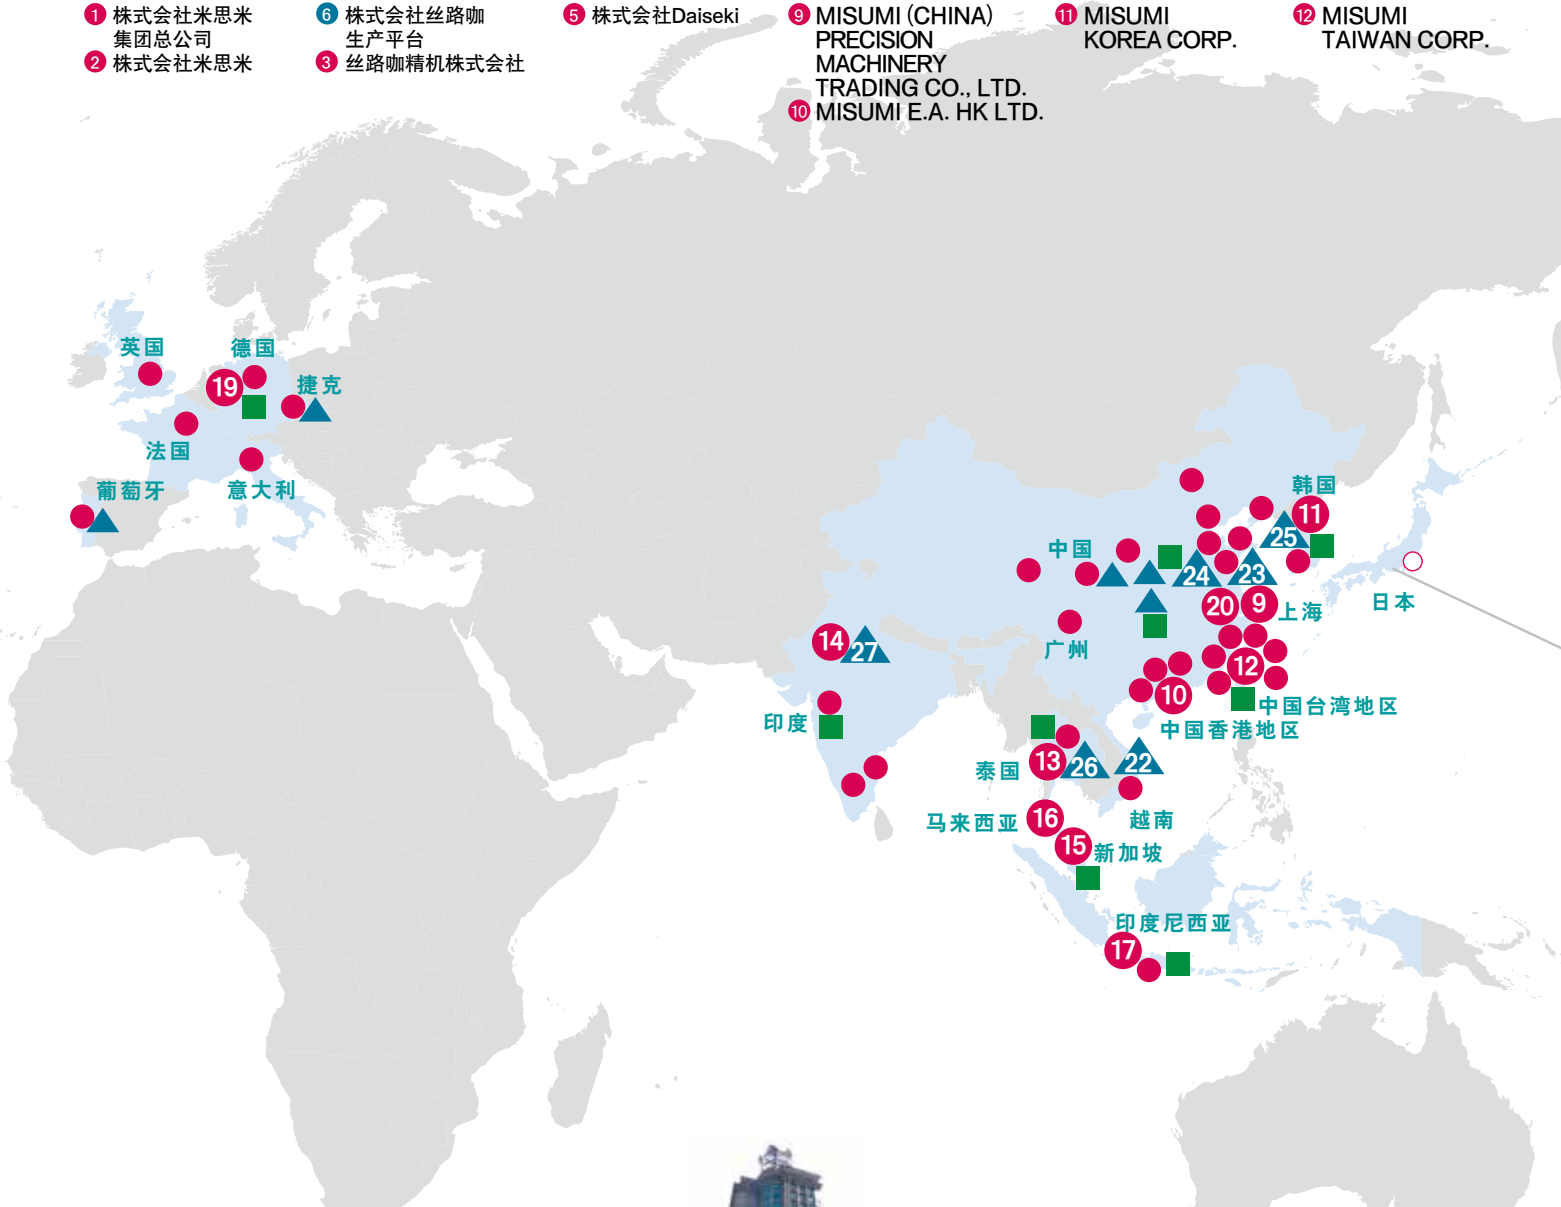 1 株式会社米思米
集团总公司
2 株式会社米思米
6 株式会社丝路咖
生产平台
3 丝路咖精机株式会社
5 株式会社Daiseki
9 MISUMI (CHINA)
PRECISION
MACHINERY
TRADING CO., LTD.
10 MISUMI E.A. HK LTD.
11 MISUMI
KOREA CORP.
12 MISUMI
TAIWAN CORP.
英国
德国
19
捷克
法国
葡萄牙
意大利
韩国
11
25
中国
24
23
20
9
上海
日本
广州
14
27
12
10
中国台湾地区
印度
中国香港地区
泰国
13
26
22
马来西亚
16
越南
15
新加坡
印度尼西亚
17